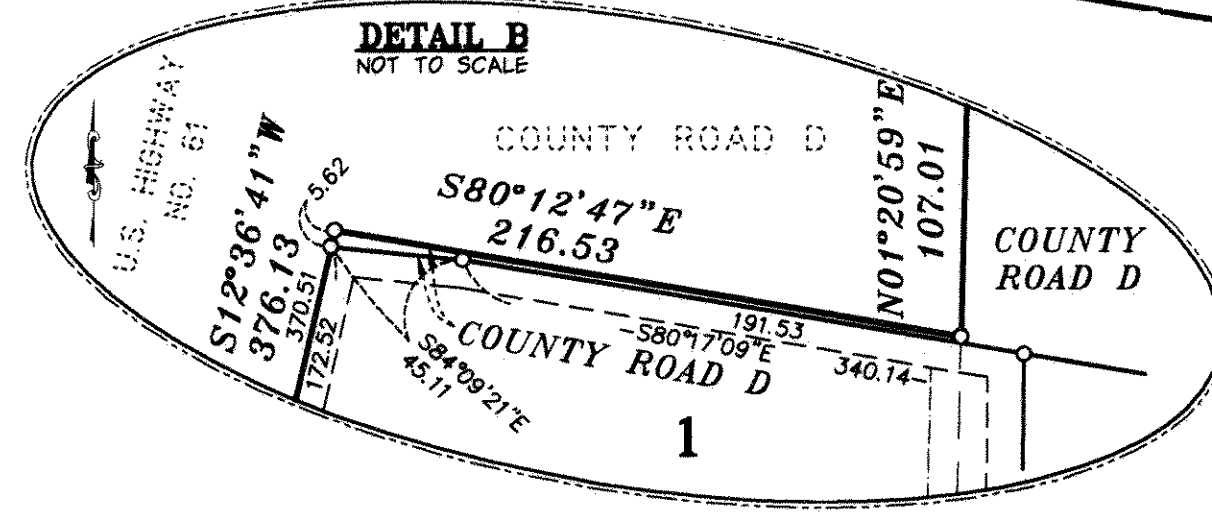 DETAIL B
NOT TO SCALE
U.S. HIGHWAY
NO. 61
COUNTY ROAD D
S12°36'41"W
376.13
370.51
172.52
5.62
S80°12'47"E
216.53
N01°20'59"E
107.01
COUNTY
ROAD D
191.53
S80°17'09"E
340.14
COUNTY ROAD D
S84°09'21"E
45.11
1